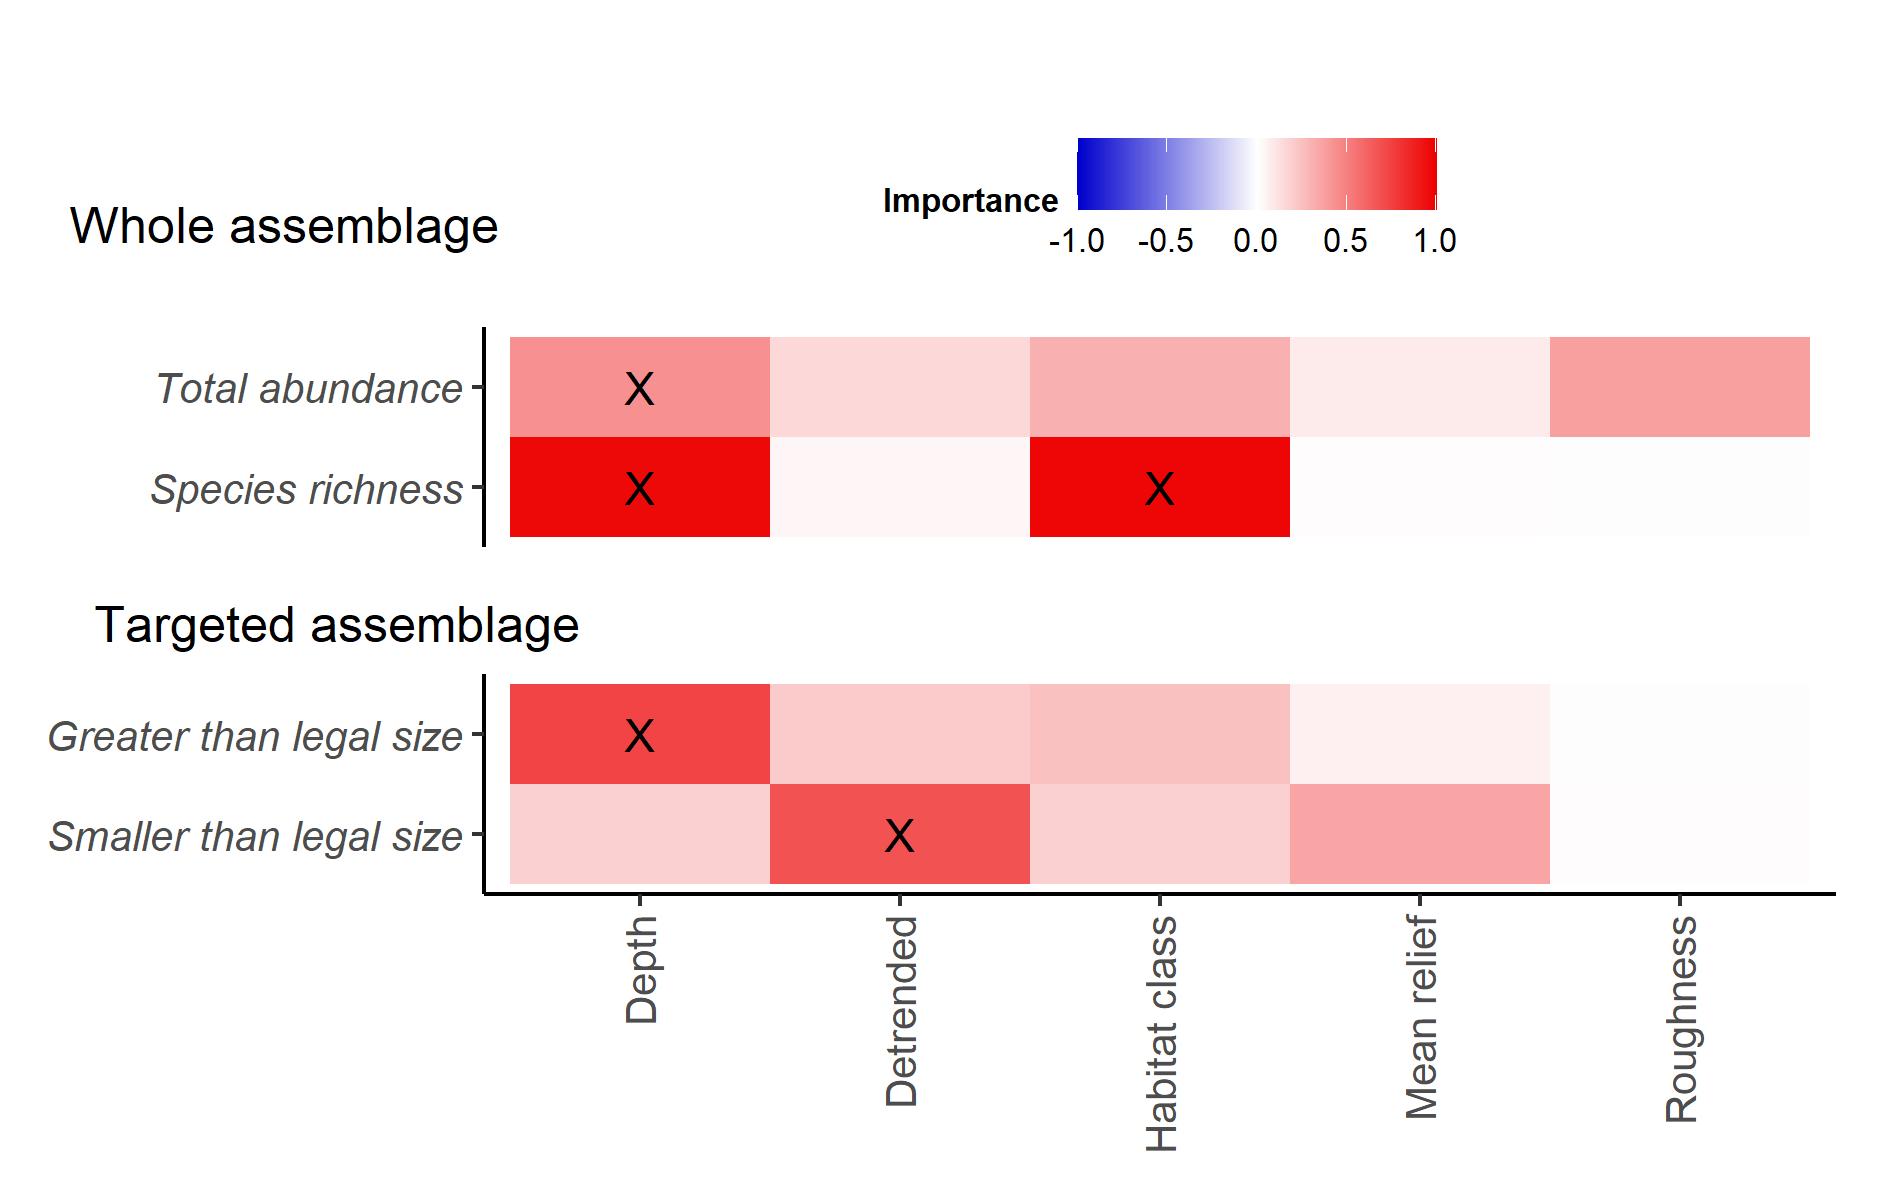 Importance
-1.0 -0.5 0.0 0.5 1.0
Whole assemblage
Total abundance X
Species richness X X
Targeted assemblage
Greater than legal size X
Smaller than legal size X
Depth
Detrended
Habitat class
Mean relief
Roughness